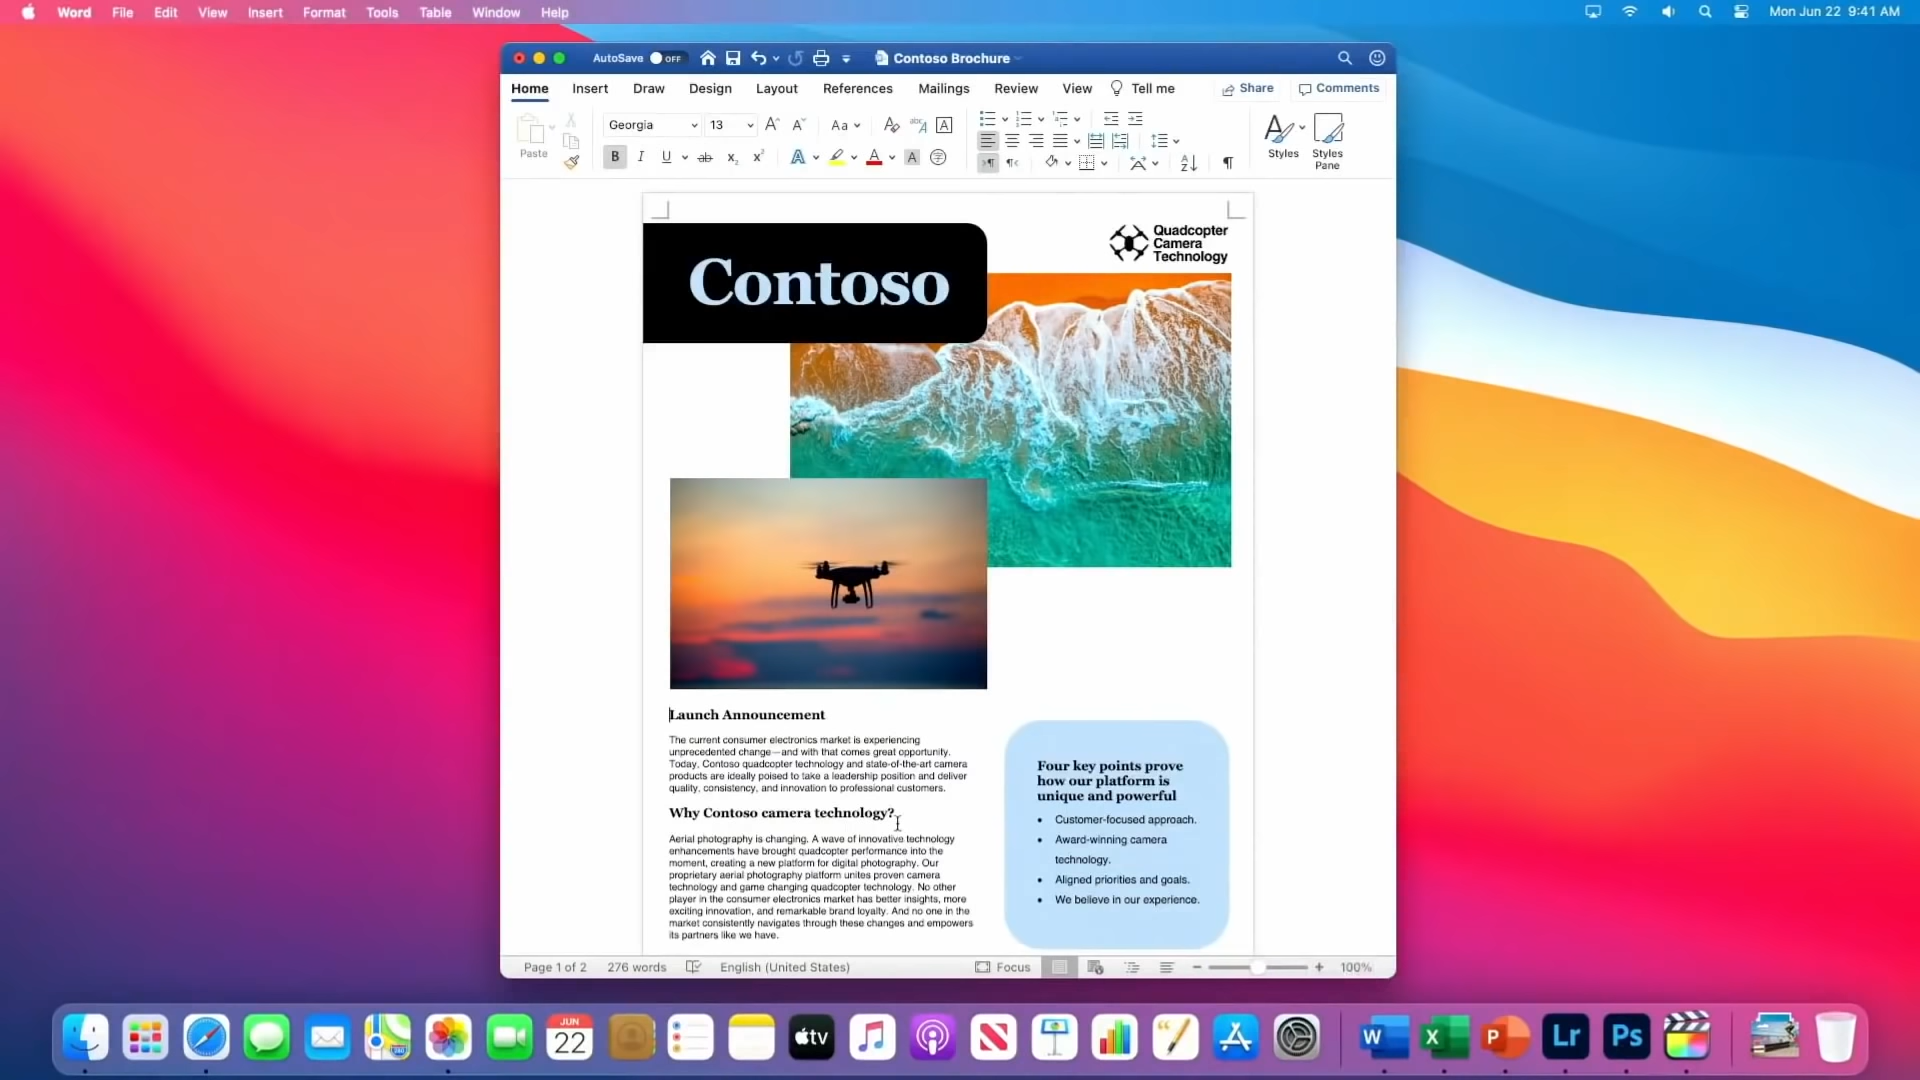 Word File Edit View Insert Format Tools Table Window Help Mon Jun 22 9:41 AM
AutoSave OFF Contoso Brochure
Home Insert Draw Design Layout References Mailings Review View Tell me Share Comments
Georgia 13 Aa A
Paste B I U ab x₂ x² A A A ¶ Styles Styles
Pane
Contoso
Quadcopter
Camera
Technology
Launch Announcement
The current consumer electronics market is experiencing
unprecedented change—and with that comes great opportunity.
Today, Contoso quadcopter technology and state-of-the-art camera
products are ideally poised to take a leadership position and deliver
quality, consistency, and innovation to professional customers.
Why Contoso camera technology?
Aerial photography is changing. A wave of innovative technology
enhancements have brought quadcopter performance into the
moment, creating a new platform for digital photography. Our
proprietary aerial photography platform unites proven camera
technology and game changing quadcopter technology. No other
player in the consumer electronics market has better insights, more
exciting innovation, and remarkable brand loyalty. And no one in the
market consistently navigates through these changes and empowers
its partners like we have.
Four key points prove
how our platform is
unique and powerful
• Customer-focused approach.
• Award-winning camera
technology.
• Aligned priorities and goals.
• We believe in our experience.
Page 1 of 2 276 words English (United States) Focus 100%
JUN
22
tv
W X P Lr Ps